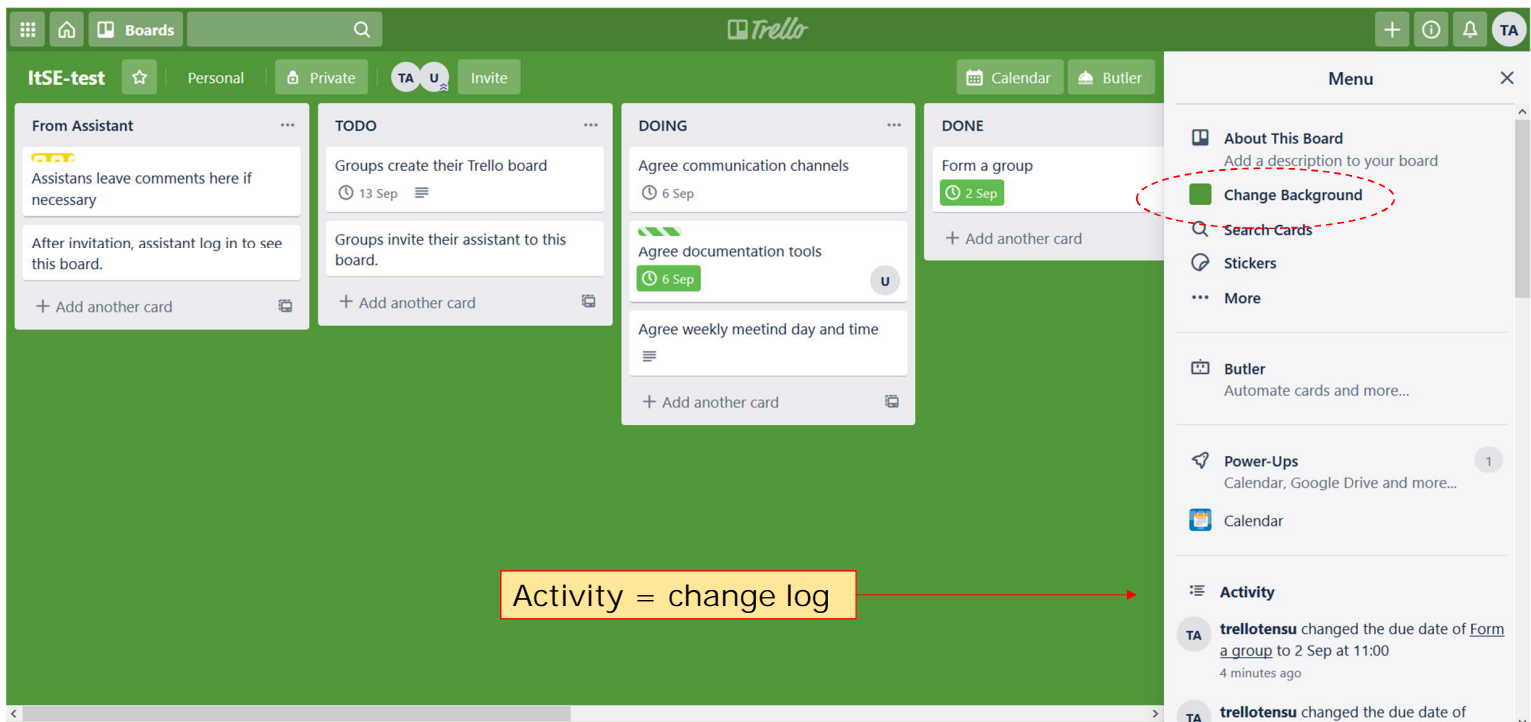 Boards
Trello
TA
ItSE-test
Personal
Private
TA U
Invite
Calendar
Butler
From Assistant
Assistans leave comments here if
necessary
After invitation, assistant log in to see
this board.
+ Add another card
TODO
Groups create their Trello board
13 Sep
Groups invite their assistant to this
board.
+ Add another card
DOING
Agree communication channels
6 Sep
Agree documentation tools
6 Sep
U
Agree weekly meetind day and time
+ Add another card
DONE
Form a group
2 Sep
+ Add another card
Menu
About This Board
Add a description to your board
Change Background
Search Cards
Stickers
More
Butler
Automate cards and more...
Power-Ups
1
Calendar, Google Drive and more...
Calendar
Activity
TA
trellotensu changed the due date of Form
a group to 2 Sep at 11:00
4 minutes ago
TA
trellotensu changed the due date of
Activity = change log